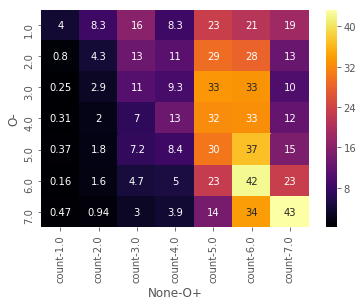 4 8.3 16 8.3 23 21 19
0.8 4.3 13 11 29 28 13
0.25 2.9 11 9.3 33 33 10
0.31 2 7 13 32 33 12
0.37 1.8 7.2 8.4 30 37 15
0.16 1.6 4.7 5 23 42 23
0.47 0.94 3 3.9 14 34 43
1.0
2.0
3.0
4.0
5.0
6.0
7.0
O-
count-1.0
count-2.0
count-3.0
count-4.0
count-5.0
count-6.0
count-7.0
None-O+
40
32
24
16
8